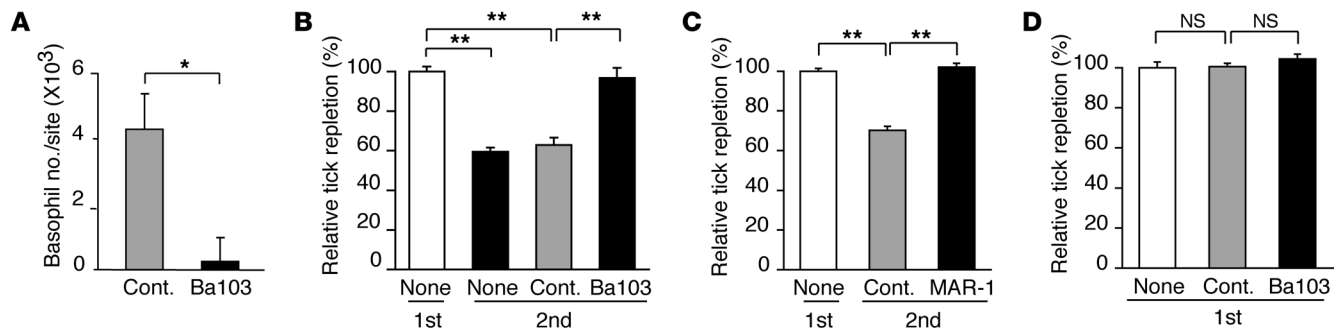 A
Basophil no./site (X10³)
6
4
2
0
*
Cont. Ba103
B
Relative tick repletion (%)
100
80
60
40
20
0
**
**
**
None None Cont. Ba103
1st 2nd
C
Relative tick repletion (%)
100
80
60
40
20
0
** **
None Cont. MAR-1
1st 2nd
D
Relative tick repletion (%)
100
80
60
40
20
0
NS NS
None Cont. Ba103
1st